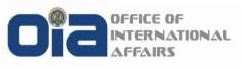 oia OFFICE OF
INTERNATIONAL
AFFAIRS